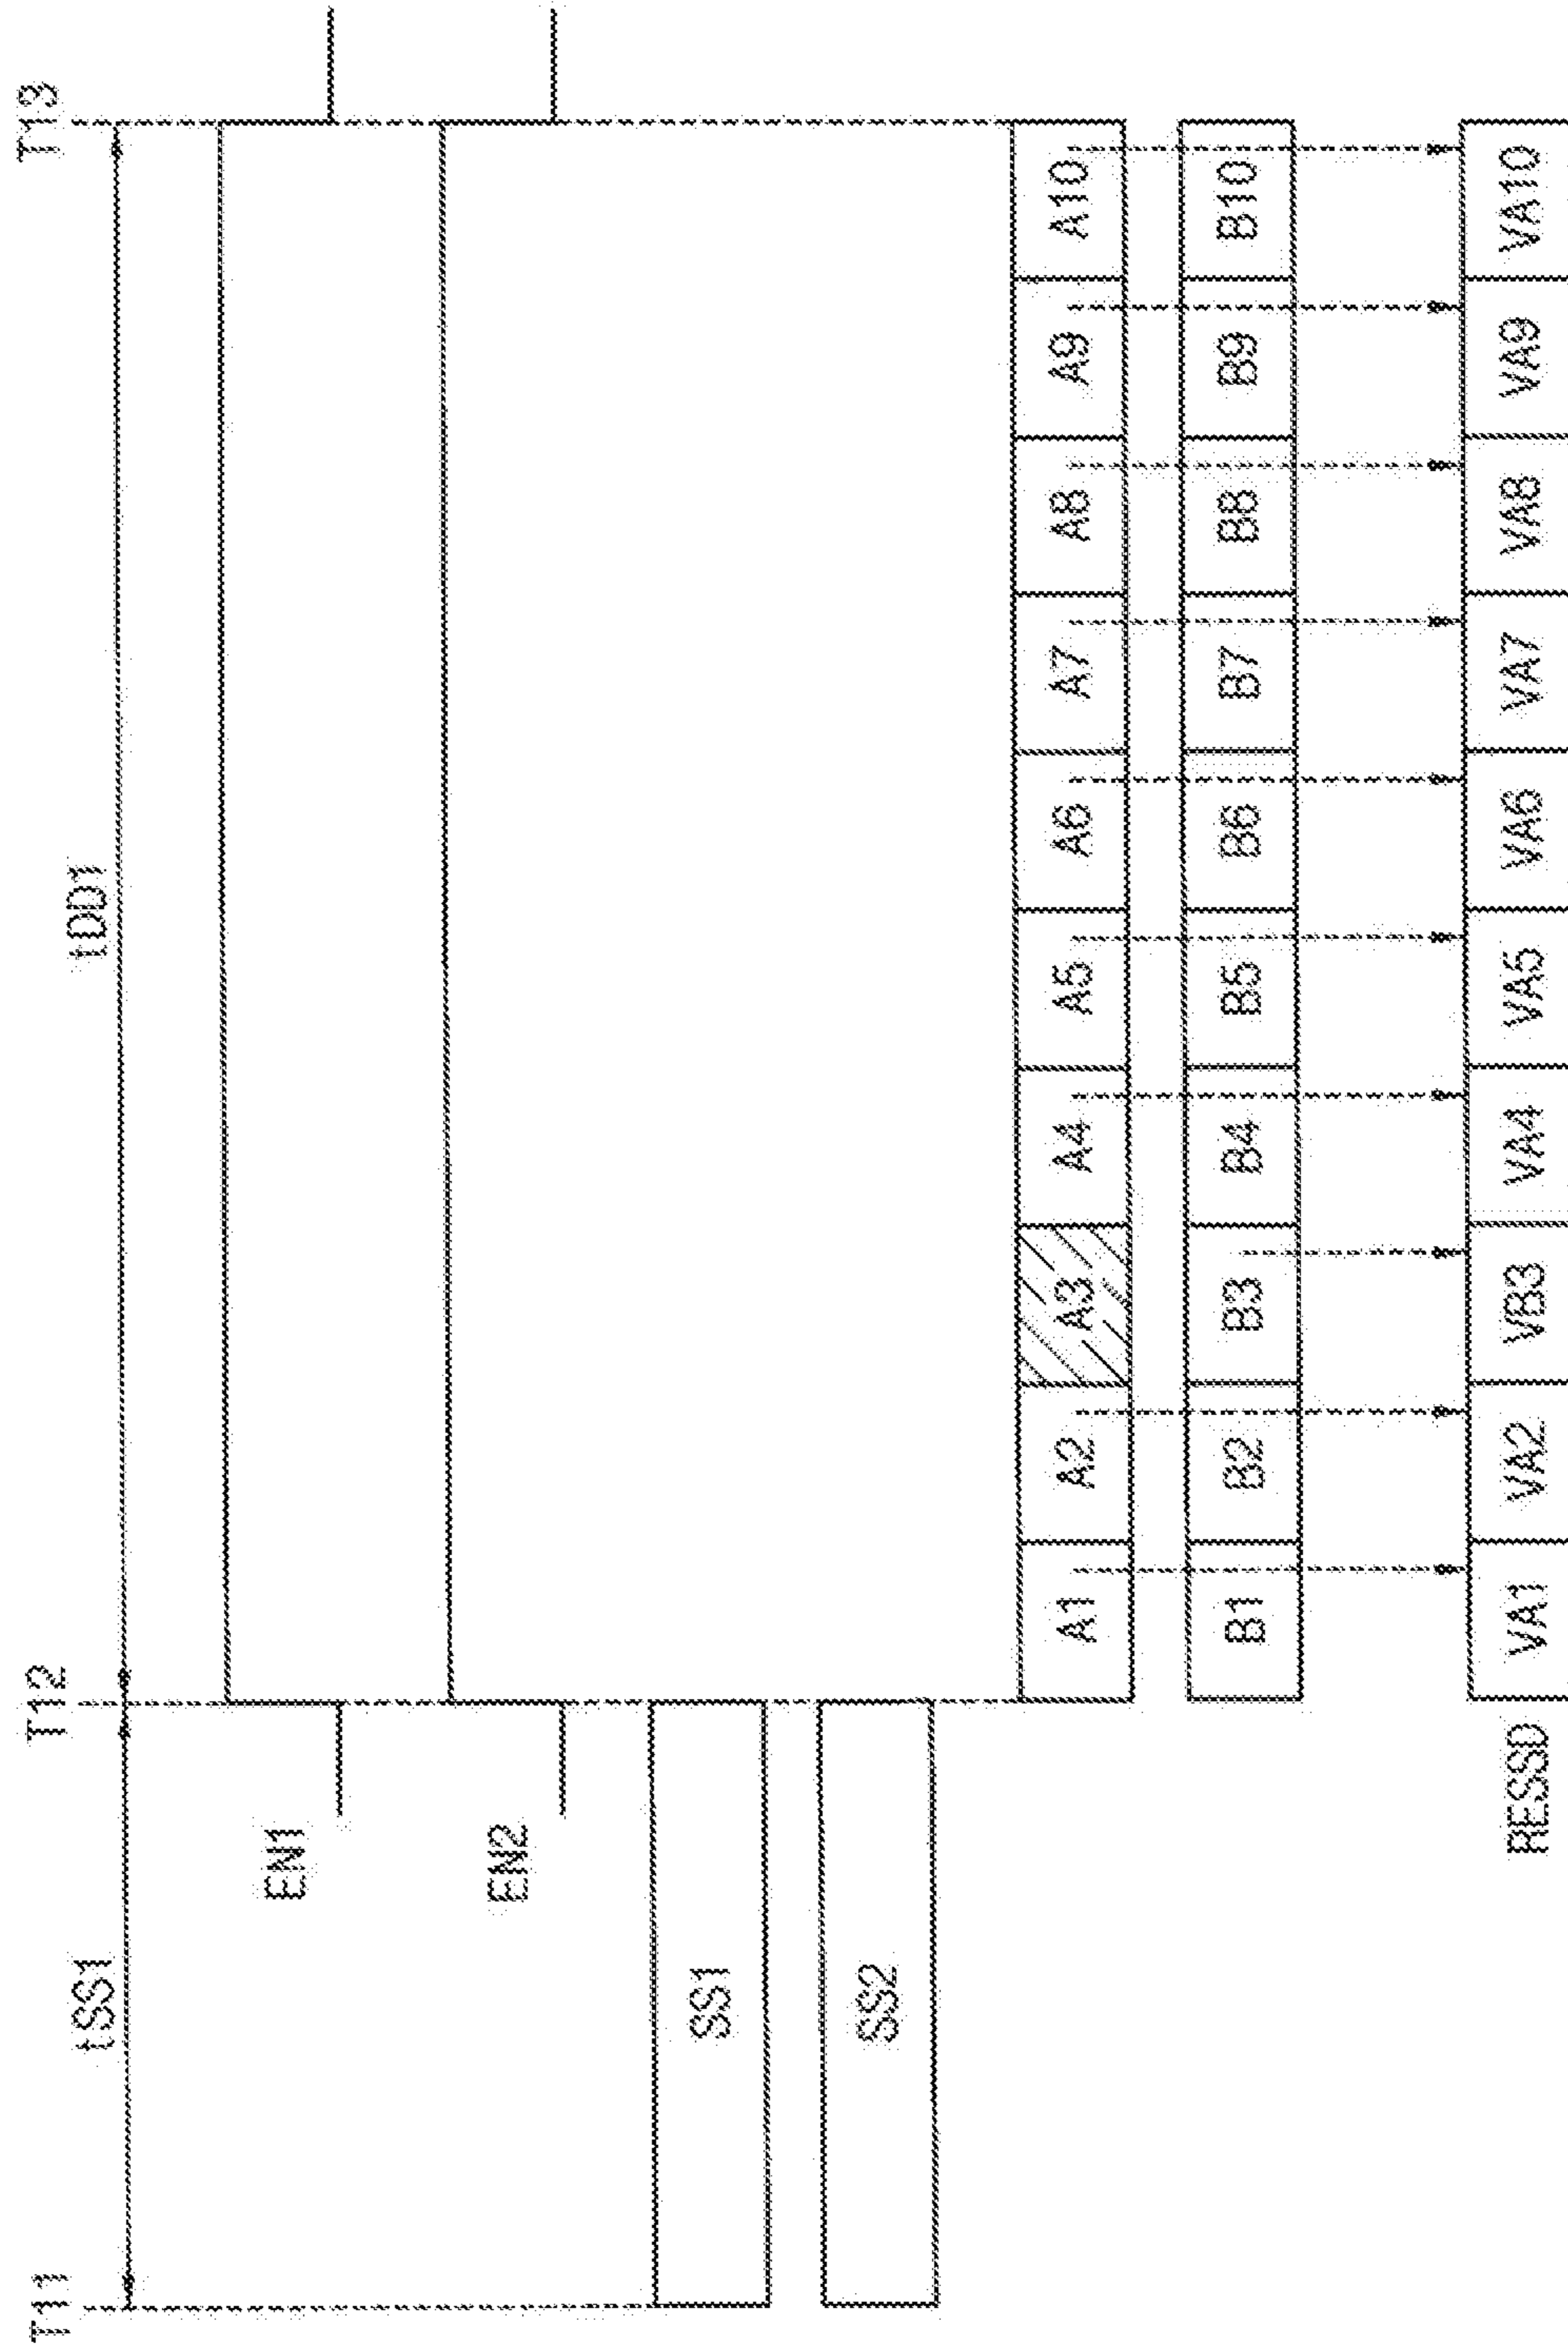 T11 T12 T13
tSS1 tDD1
EN1
EN2
SS1
SS2
A1 A2 A3 A4 A5 A6 A7 A8 A9 A10
B1 B2 B3 B4 B5 B6 B7 B8 B9 B10
RESSD VA1 VA2 VB3 VA4 VA5 VA6 VA7 VA8 VA9 VA10